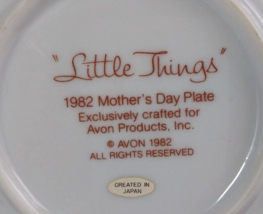 "Little Things"
1982 Mother's Day Plate
Exclusively crafted for
Avon Products, Inc.
© AVON 1982
ALL RIGHTS RESERVED
CREATED IN
JAPAN